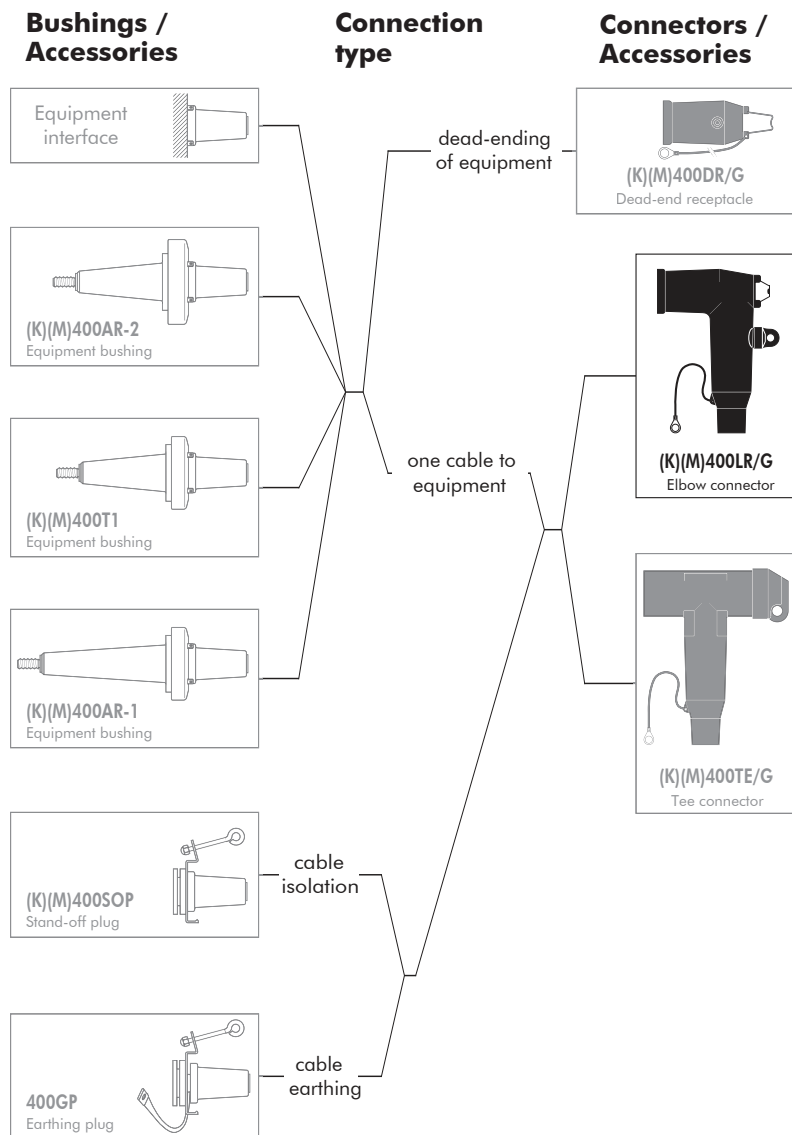 Bushings /
Accessories
Connection
type
Connectors /
Accessories
Equipment
interface
(K)(M)400AR-2
Equipment bushing
(K)(M)400T1
Equipment bushing
(K)(M)400AR-1
Equipment bushing
(K)(M)400SOP
Stand-off plug
400GP
Earthing plug
dead-ending
of equipment
one cable to
equipment
cable
isolation
cable
earthing
(K)(M)400DR/G
Dead-end receptacle
(K)(M)400LR/G
Elbow connector
(K)(M)400TE/G
Tee connector